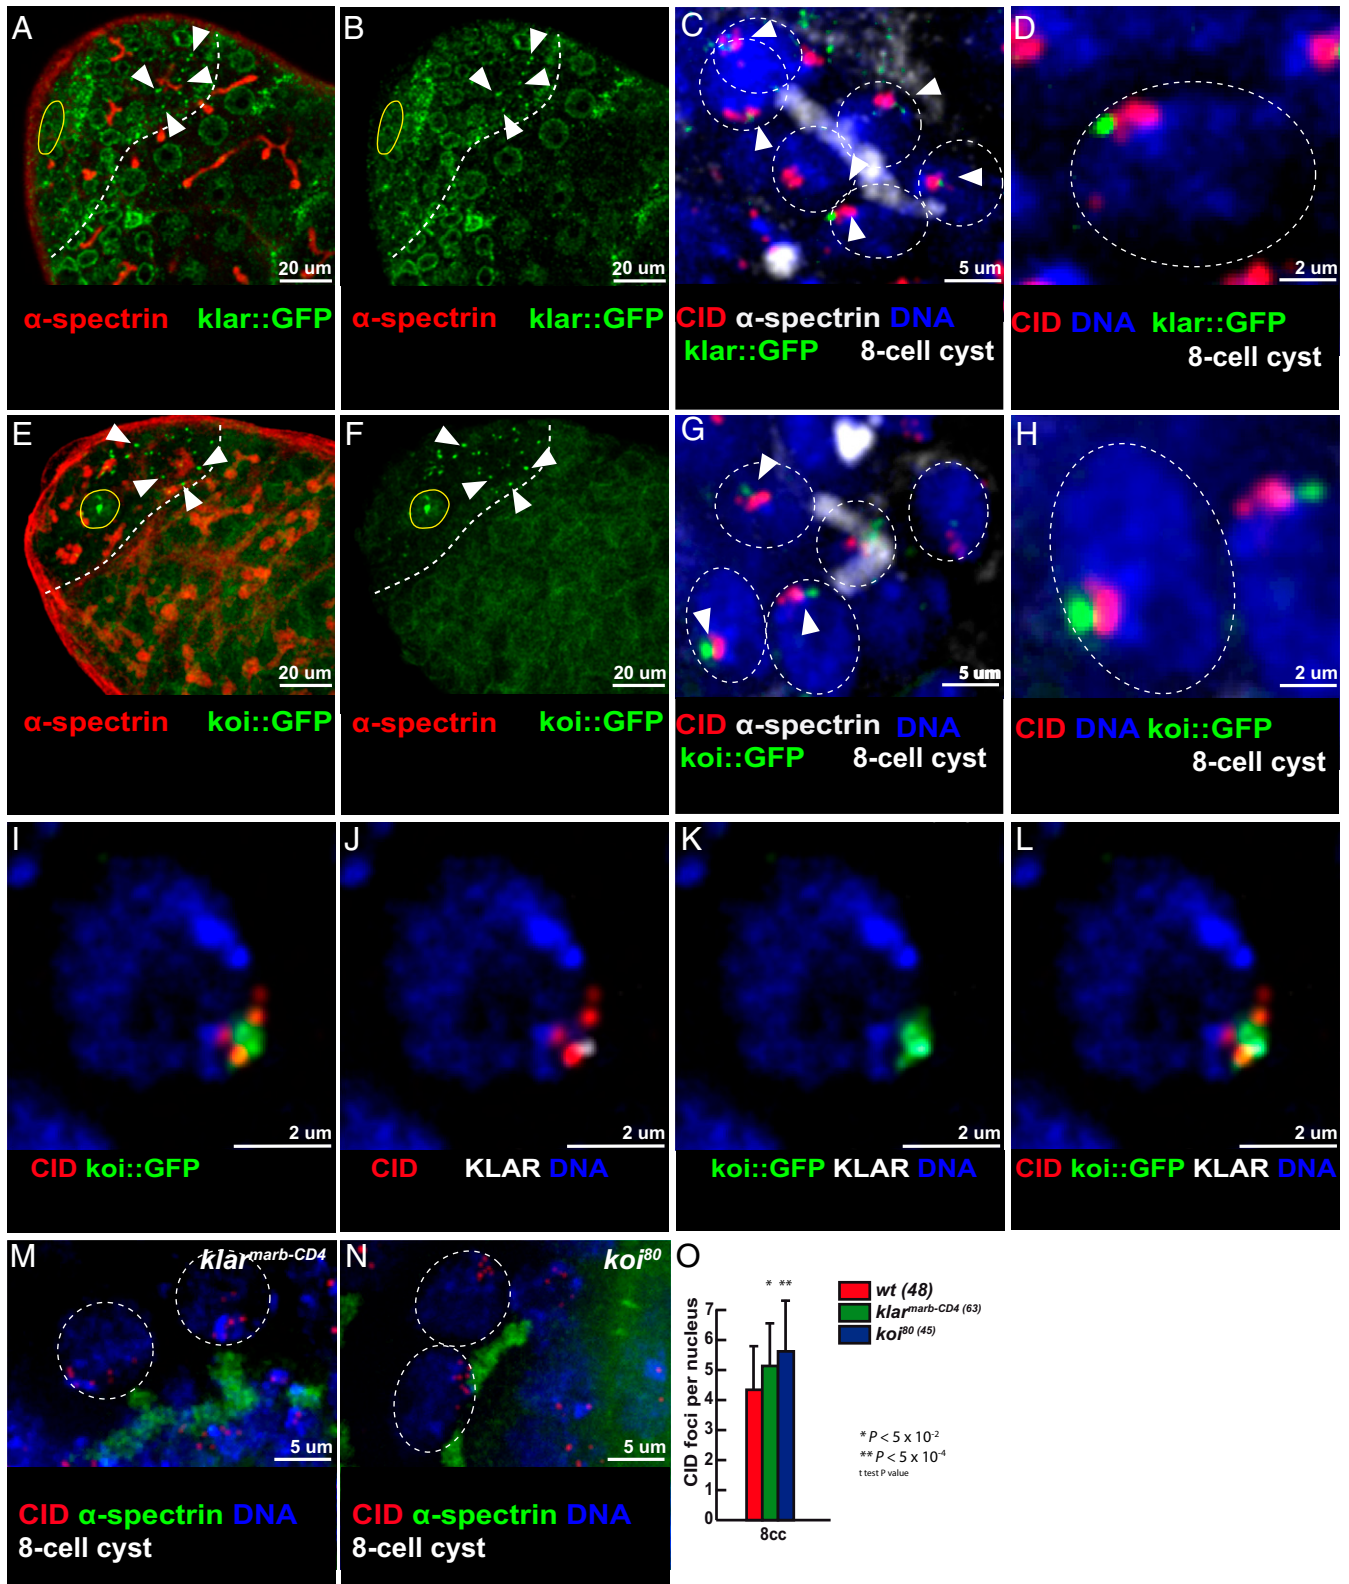 A
20 um
α-spectrin klar::GFP
B
20 um
α-spectrin klar::GFP
C
5 um
CID α-spectrin DNA
klar::GFP 8-cell cyst
D
2 um
CID DNA klar::GFP
8-cell cyst
E
20 um
α-spectrin koi::GFP
F
20 um
α-spectrin koi::GFP
G
5 um
CID α-spectrin DNA
koi::GFP 8-cell cyst
H
2 um
CID DNA koi::GFP
8-cell cyst
I
2 um
CID koi::GFP
J
2 um
CID KLAR DNA
K
2 um
koi::GFP KLAR DNA
L
2 um
CID koi::GFP KLAR DNA
M
klar^marb-CD4
5 um
CID α-spectrin DNA
8-cell cyst
N
koi^80
5 um
CID α-spectrin DNA
8-cell cyst
O
* **
wt (48)
klar^marb-CD4 (63)
koi^80 (45)
CID foci per nucleus
7
6
5
4
3
2
1
0
8cc
* P < 5 x 10^-2
** P < 5 x 10^-4
t test P value